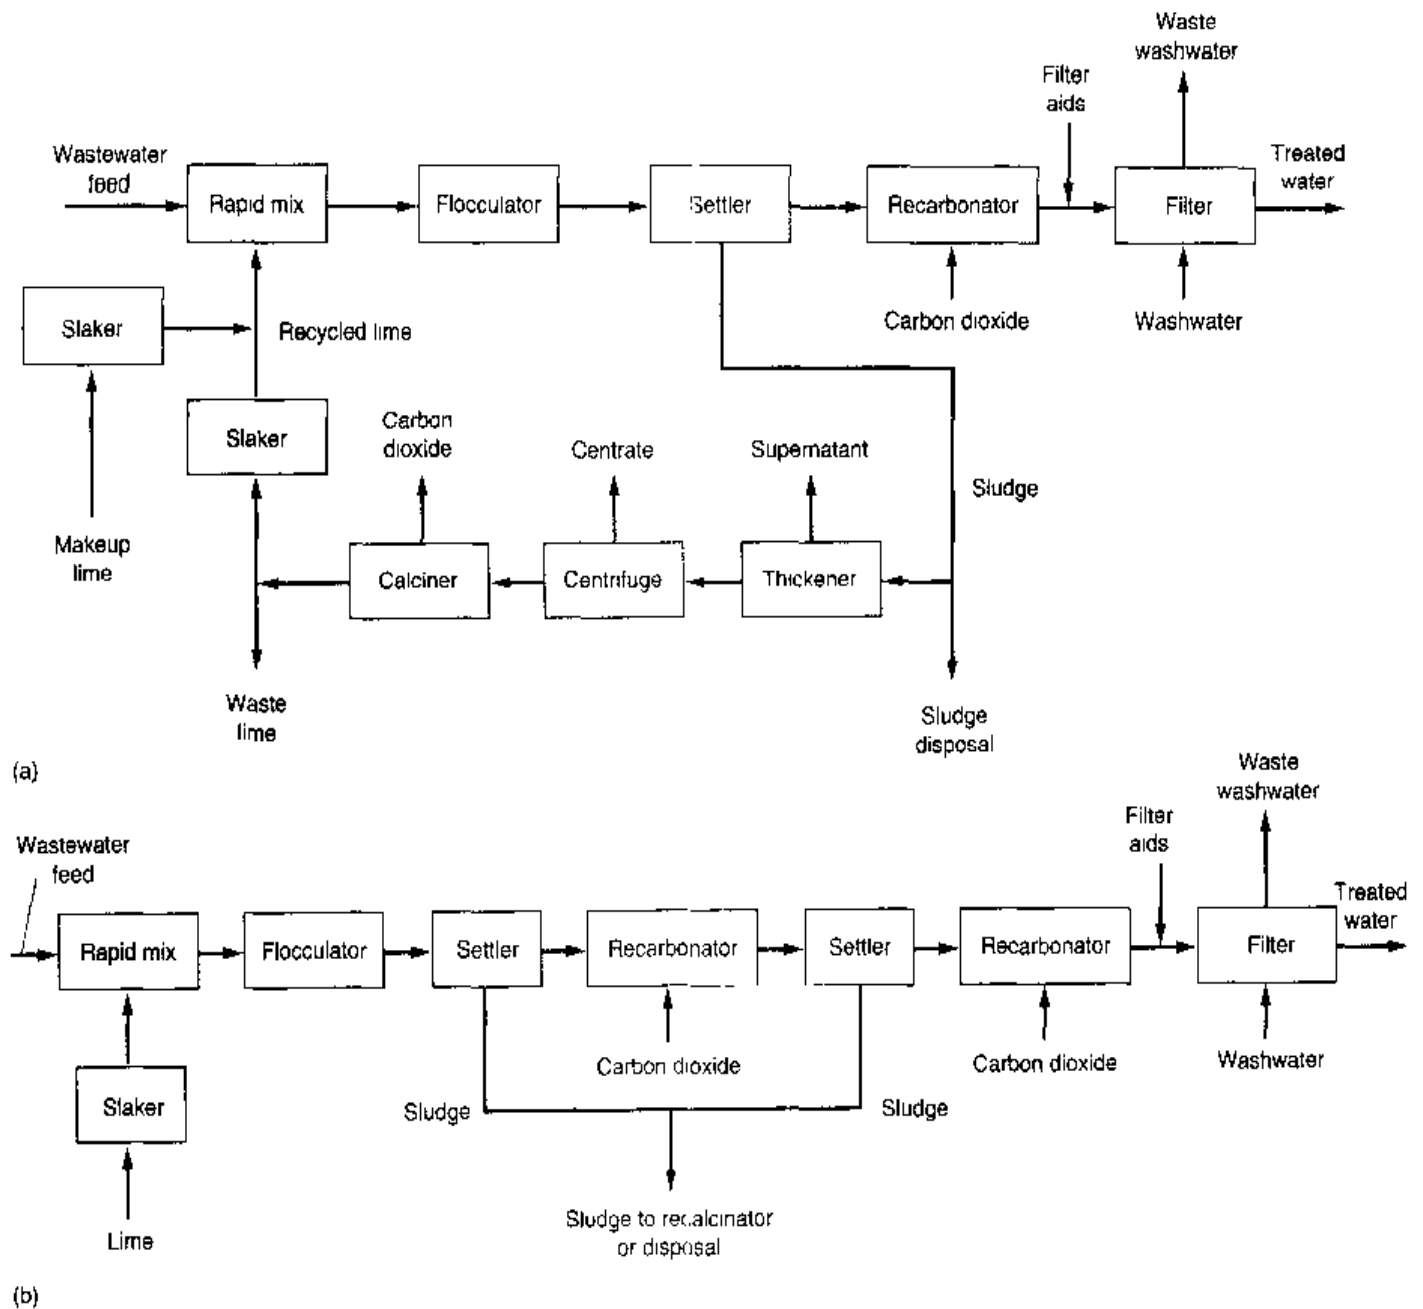 Waste
washwater
Filter
aids
Wastewater
feed
Treated
water
Rapid mix
Flocculator
Settler
Recarbonator
Filter
Slaker
Recycled lime
Carbon dioxide
Washwater
Slaker
Carbon
dioxide
Centrate
Supernatant
Sludge
Makeup
lime
Calciner
Centrifuge
Thickener
Waste
lime
Sludge
disposal
(a)
Waste
washwater
Filter
aids
Wastewater
feed
Treated
water
Rapid mix
Flocculator
Settler
Recarbonator
Settler
Recarbonator
Filter
Carbon dioxide
Carbon dioxide
Washwater
Slaker
Sludge
Sludge
Lime
Sludge to recalcinator
or disposal
(b)